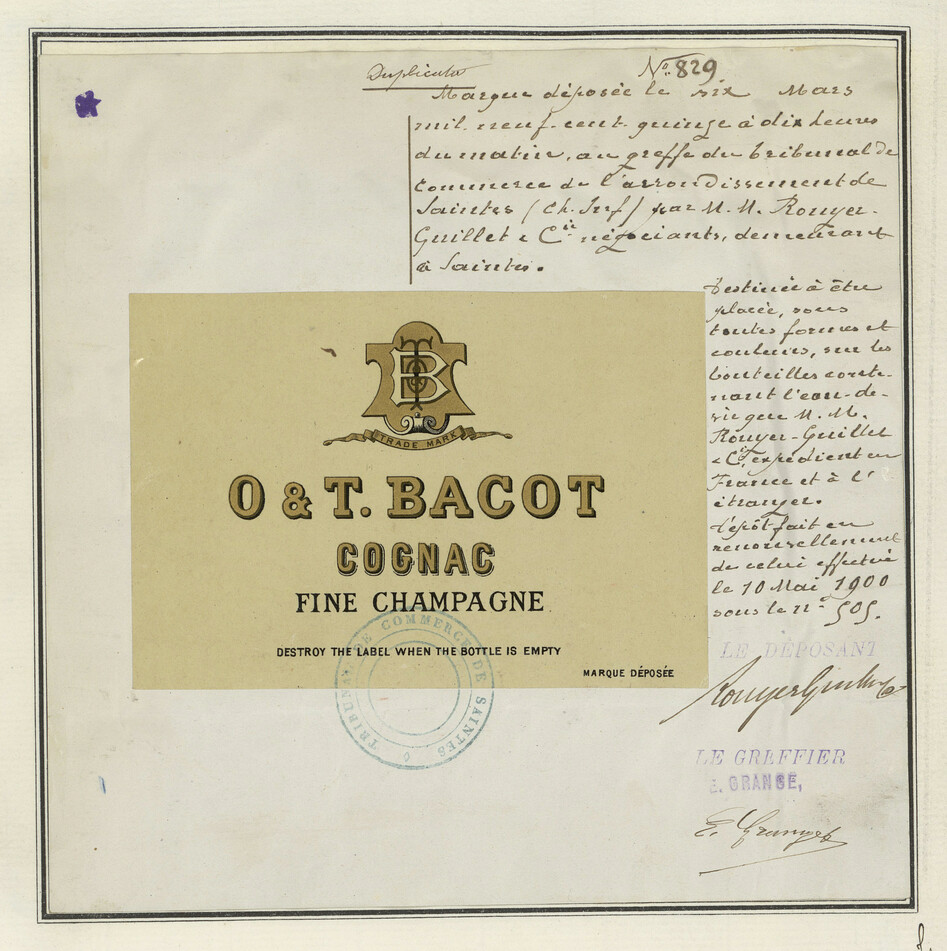 Duplicata
No. 829
Marque déposée le six Mars
mil. neuf. cent. quinze à dix heures
du matin, au greffe du tribunal de
Commerce de l'arrondissement de
Saintes (Ch. Inf) par M. M. Rouyer-
Guillet & Cie négociants, demeurant
à Saintes.
Destinée à être
placée, sous
toutes formes et
couleurs, sur les
bouteilles conte-
nant l'eau-de-
vie que M. M.
Rouyer-Guillet
& Cie, expédient en
France et à l'
étranger.
Dépôt fait en
renouvellement
de celui effectué
le 10 Mai 1900
sous le no 505.
TRADE MARK
O & T. BACOT
COGNAC
FINE CHAMPAGNE
DESTROY THE LABEL WHEN THE BOTTLE IS EMPTY
MARQUE DÉPOSÉE
TRIBUNAL DE COMMERCE DE SAINTES
LE DÉPOSANT
Rouyer Guillet & Co
LE GREFFIER
E. GRANGE,
E. Grange